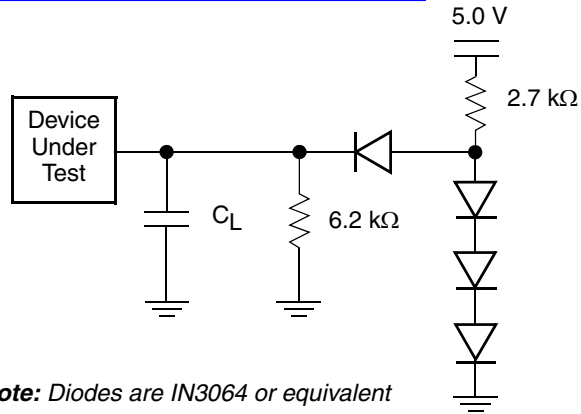 5.0 V
2.7 kΩ
Device
Under
Test
CL
6.2 kΩ
ote: Diodes are IN3064 or equivalent